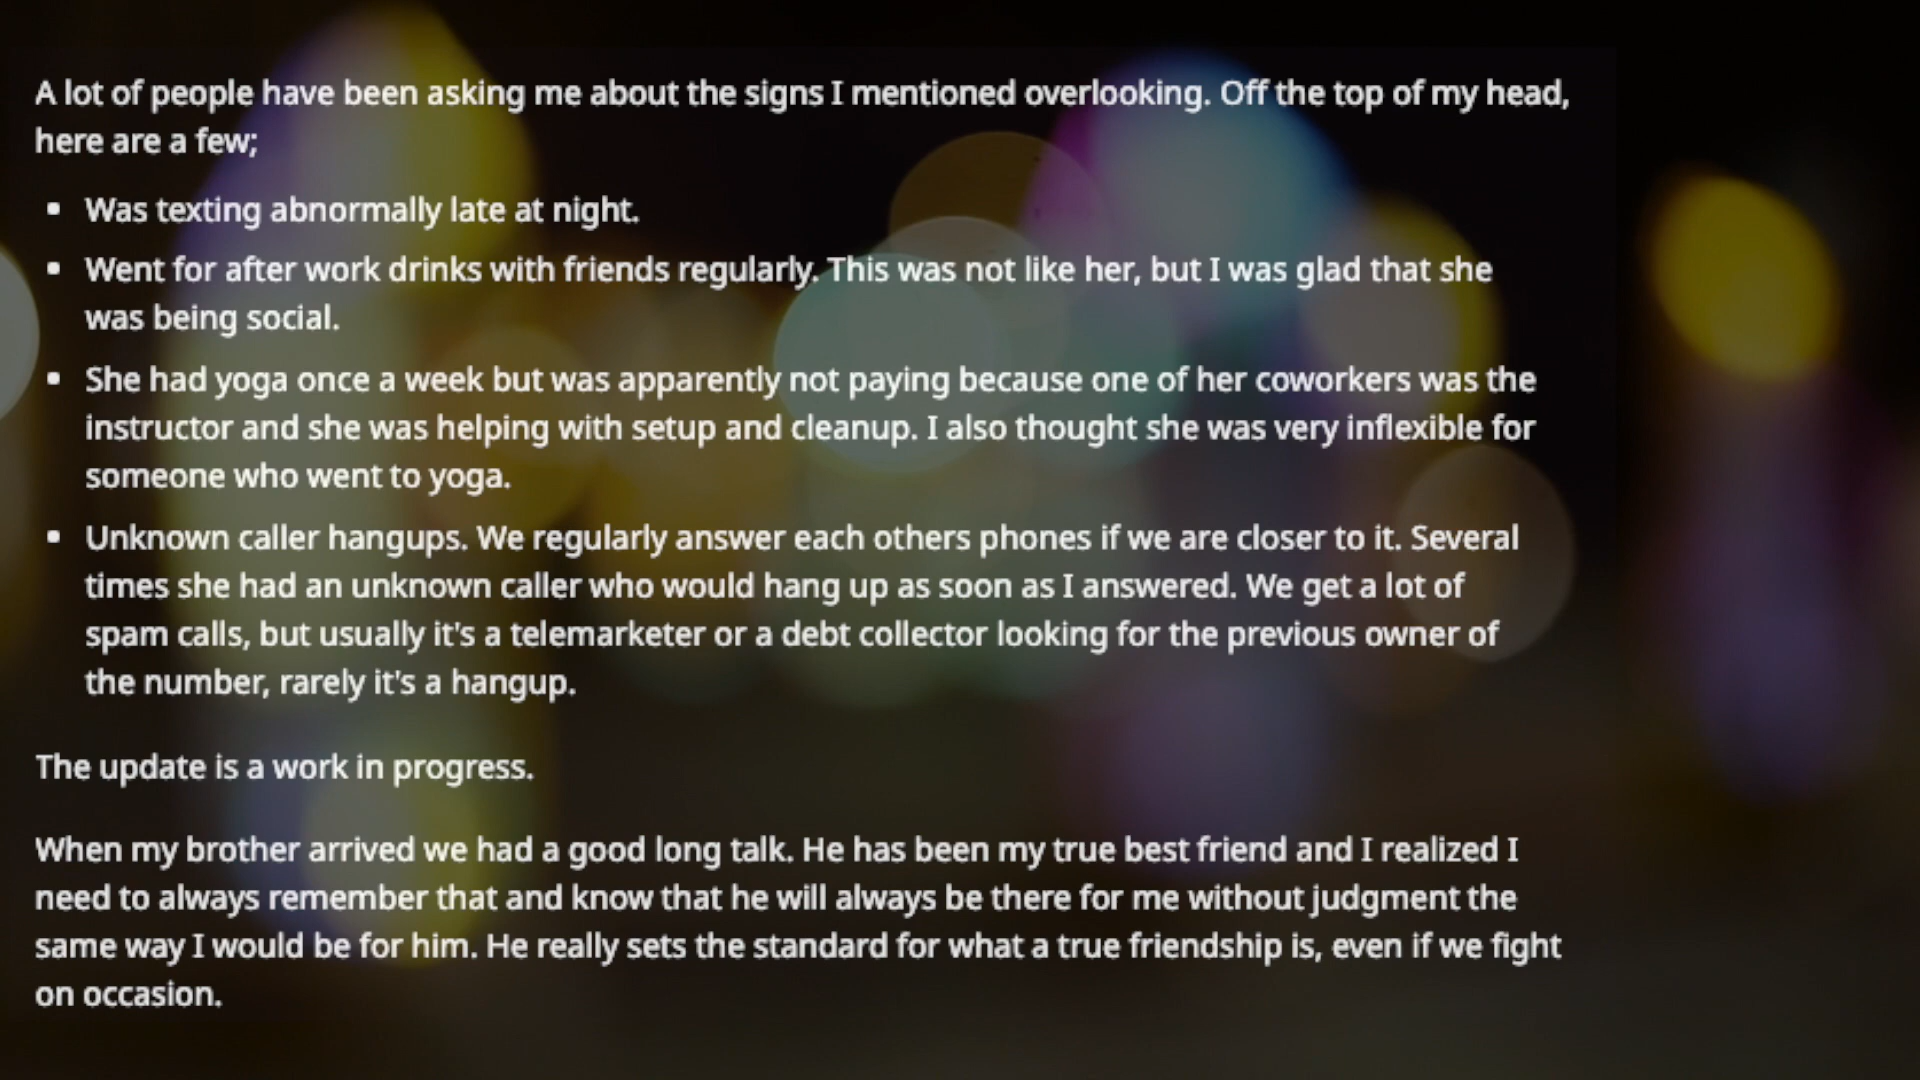 A lot of people have been asking me about the signs I mentioned overlooking. Off the top of my head,
here are a few;
▪ Was texting abnormally late at night.
▪ Went for after work drinks with friends regularly. This was not like her, but I was glad that she
was being social.
▪ She had yoga once a week but was apparently not paying because one of her coworkers was the
instructor and she was helping with setup and cleanup. I also thought she was very inflexible for
someone who went to yoga.
▪ Unknown caller hangups. We regularly answer each others phones if we are closer to it. Several
times she had an unknown caller who would hang up as soon as I answered. We get a lot of
spam calls, but usually it's a telemarketer or a debt collector looking for the previous owner of
the number, rarely it's a hangup.
The update is a work in progress.
When my brother arrived we had a good long talk. He has been my true best friend and I realized I
need to always remember that and know that he will always be there for me without judgment the
same way I would be for him. He really sets the standard for what a true friendship is, even if we fight
on occasion.